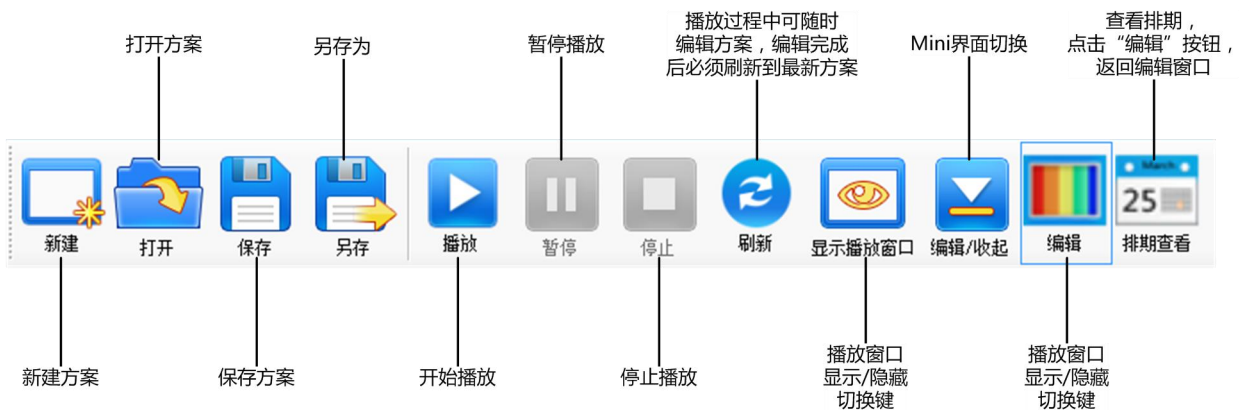 打开方案
另存为
暂停播放
播放过程中可随时
编辑方案，编辑完成
后必须刷新到最新方案
Mini界面切换
查看排期，
点击“编辑”按钮，
返回编辑窗口
March
25
新建
打开
保存
另存
播放
暂停
停止
刷新
显示播放窗口
编辑/收起
编辑
排期查看
新建方案
保存方案
开始播放
停止播放
播放窗口
显示/隐藏
切换键
播放窗口
显示/隐藏
切换键